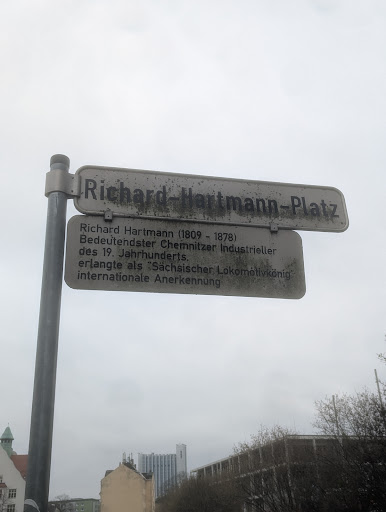 Richard-Hartmann-Platz
Richard Hartmann (1809 - 1878)
Bedeutendster Chemnitzer Industrieller
des 19. Jahrhunderts,
erlangte als "Sächsischer Lokomotivkönig"
internationale Anerkennung